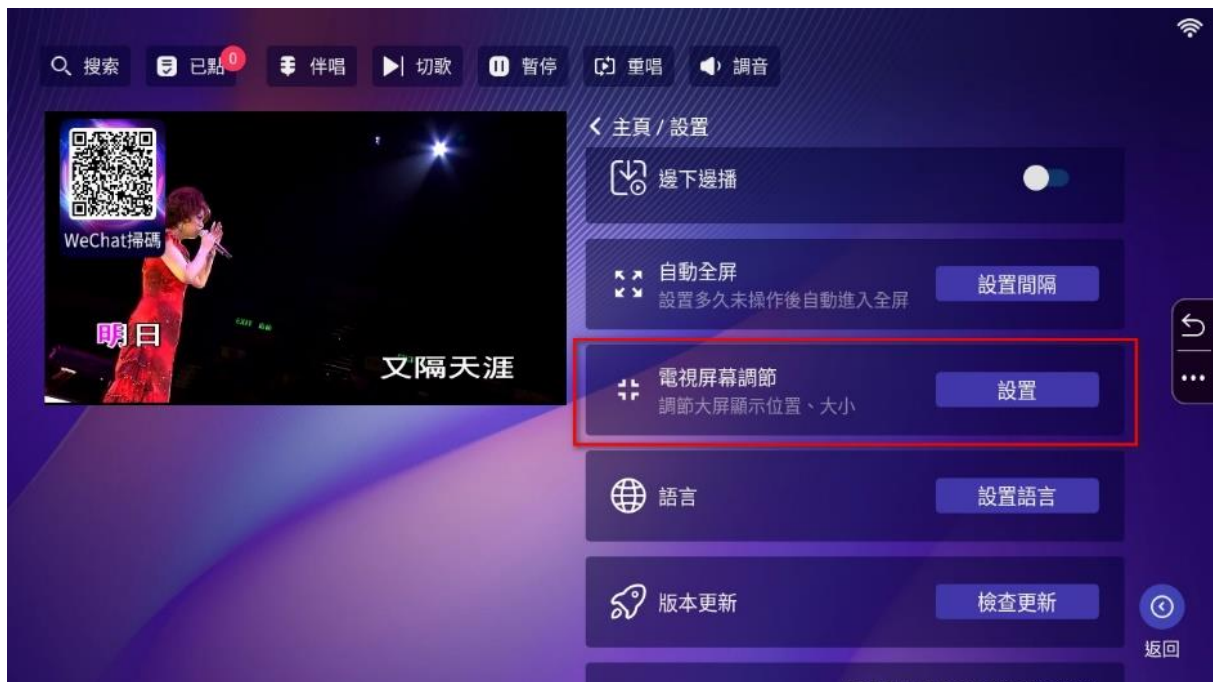 搜索
已點
0
伴唱
切歌
暫停
重唱
調音
WeChat掃碼
EXIT
明日
又隔天涯
主頁 / 設置
邊下邊播
自動全屏
設置多久未操作後自動進入全屏
設置間隔
電視屏幕調節
調節大屏顯示位置、大小
設置
語言
設置語言
版本更新
檢查更新
返回